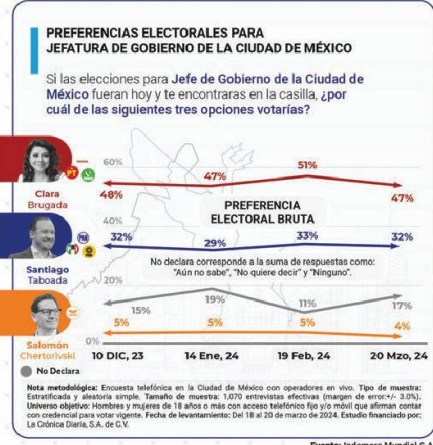 PREFERENCIAS ELECTORALES PARA
JEFATURA DE GOBIERNO DE LA CIUDAD DE MÉXICO
Si las elecciones para Jefe de Gobierno de la Ciudad de
México fueran hoy y te encontraras en la casilla, ¿por
cuál de las siguientes tres opciones votarías?
60%
PT
VERDE
Clara
Brugada
48%
47%
51%
47%
PREFERENCIA
ELECTORAL BRUTA
40%
PAN
PRI
PRD
Santiago
Taboada
32%
29%
33%
32%
No declara corresponde a la suma de respuestas como:
"Aún no sabe", "No quiere decir" y "Ninguno".
20%
15%
19%
11%
17%
Salomón
Chertorivski
5%
5%
5%
4%
0%
No Declara
10 DIC, 23
14 Ene, 24
19 Feb, 24
20 Mzo, 24
Nota metodológica: Encuesta telefónica en la Ciudad de México con operadores en vivo. Tipo de muestra:
Estratificada y aleatoria simple. Tamaño de muestra: 1,070 entrevistas efectivas (margen de error:+/- 3.0%).
Universo objetivo: Hombres y mujeres de 18 años o más con acceso telefónico fijo y/o móvil que afirman contar
con credencial para votar vigente. Fecha de levantamiento: Del 18 al 20 de marzo de 2024. Estudio financiado por:
La Crónica Diaria, S.A. de C.V.